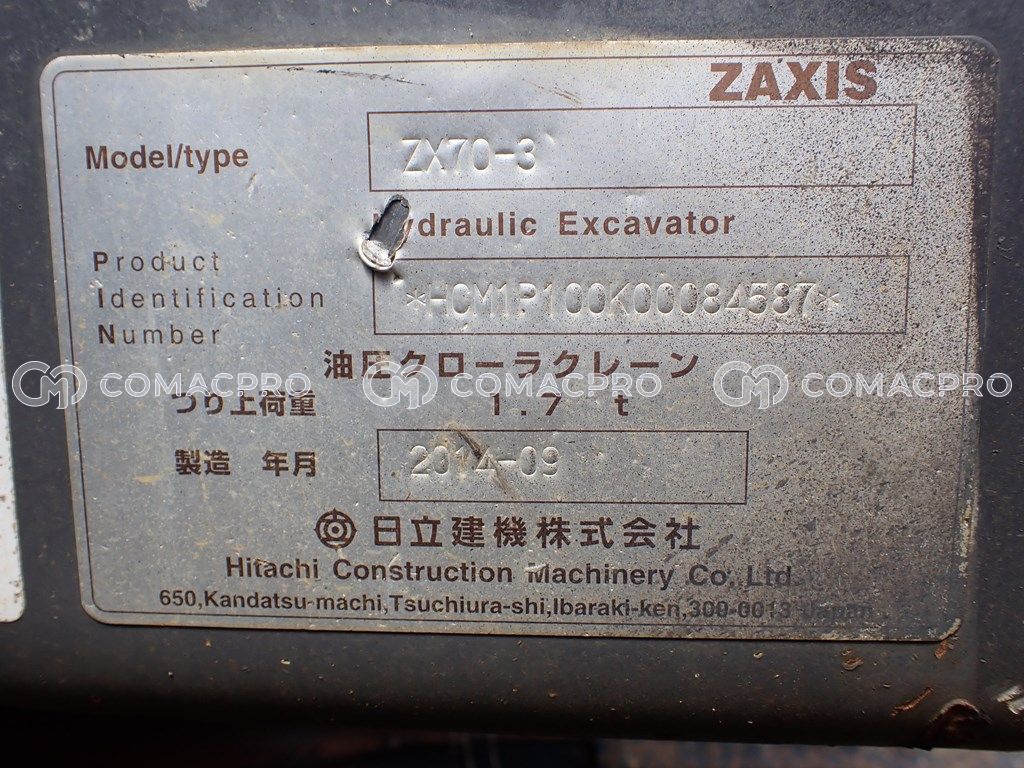 ZAXIS
Model/type ZX70-3
Hydraulic Excavator
Product
Identification
Number
*HCM1P100K00084587*
油圧クローラクレーン
COMACPRO COMACPRO COMACPRO
つり上荷重 1.7 t
製造 年月 2014-09
日立建機株式会社
Hitachi Construction Machinery Co.,Ltd.
650,Kandatsu-machi,Tsuchiura-shi,Ibaraki-ken,300-0013 Japan